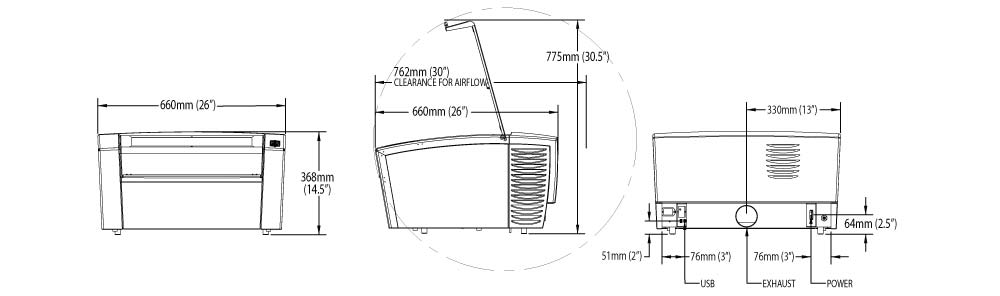 660mm (26")
368mm
(14.5")
775mm (30.5")
762mm (30")
CLEARANCE FOR AIRFLOW
660mm (26")
330mm (13")
64mm (2.5")
51mm (2")
76mm (3")
76mm (3")
USB
EXHAUST
POWER